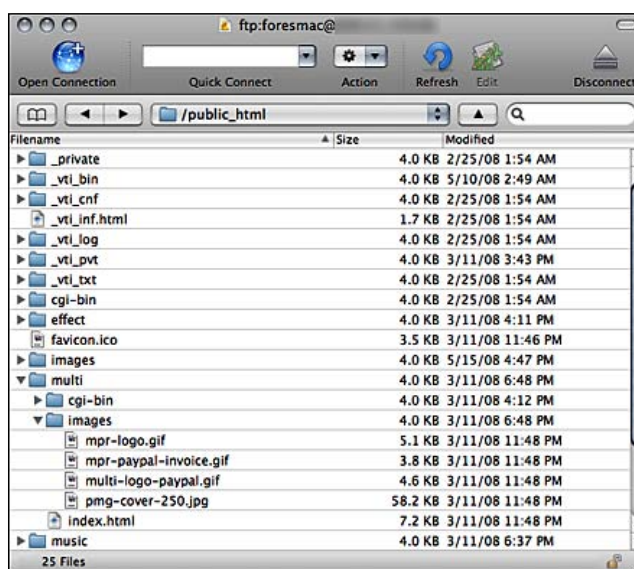 ftp:foresmac@
Open Connection Quick Connect Action Refresh Edit Disconnect
/public_html
Filename Size Modified
_private 4.0 KB 2/25/08 1:54 AM
_vti_bin 4.0 KB 5/10/08 2:49 AM
_vti_cnf 4.0 KB 2/25/08 1:54 AM
_vti_inf.html 1.7 KB 2/25/08 1:54 AM
_vti_log 4.0 KB 2/25/08 1:54 AM
_vti_pvt 4.0 KB 3/11/08 3:43 PM
_vti_txt 4.0 KB 2/25/08 1:54 AM
cgi-bin 4.0 KB 2/25/08 1:54 AM
effect 4.0 KB 3/11/08 4:11 PM
favicon.ico 3.5 KB 3/11/08 11:46 PM
images 4.0 KB 5/15/08 4:47 PM
multi 4.0 KB 3/11/08 6:48 PM
cgi-bin 4.0 KB 3/11/08 4:12 PM
images 4.0 KB 3/11/08 6:48 PM
mpr-logo.gif 5.1 KB 3/11/08 11:48 PM
mpr-paypal-invoice.gif 3.8 KB 3/11/08 11:48 PM
multi-logo-paypal.gif 4.6 KB 3/11/08 11:48 PM
pmg-cover-250.jpg 58.2 KB 3/11/08 11:48 PM
index.html 7.2 KB 3/11/08 11:48 PM
music 4.0 KB 3/11/08 6:37 PM
25 Files